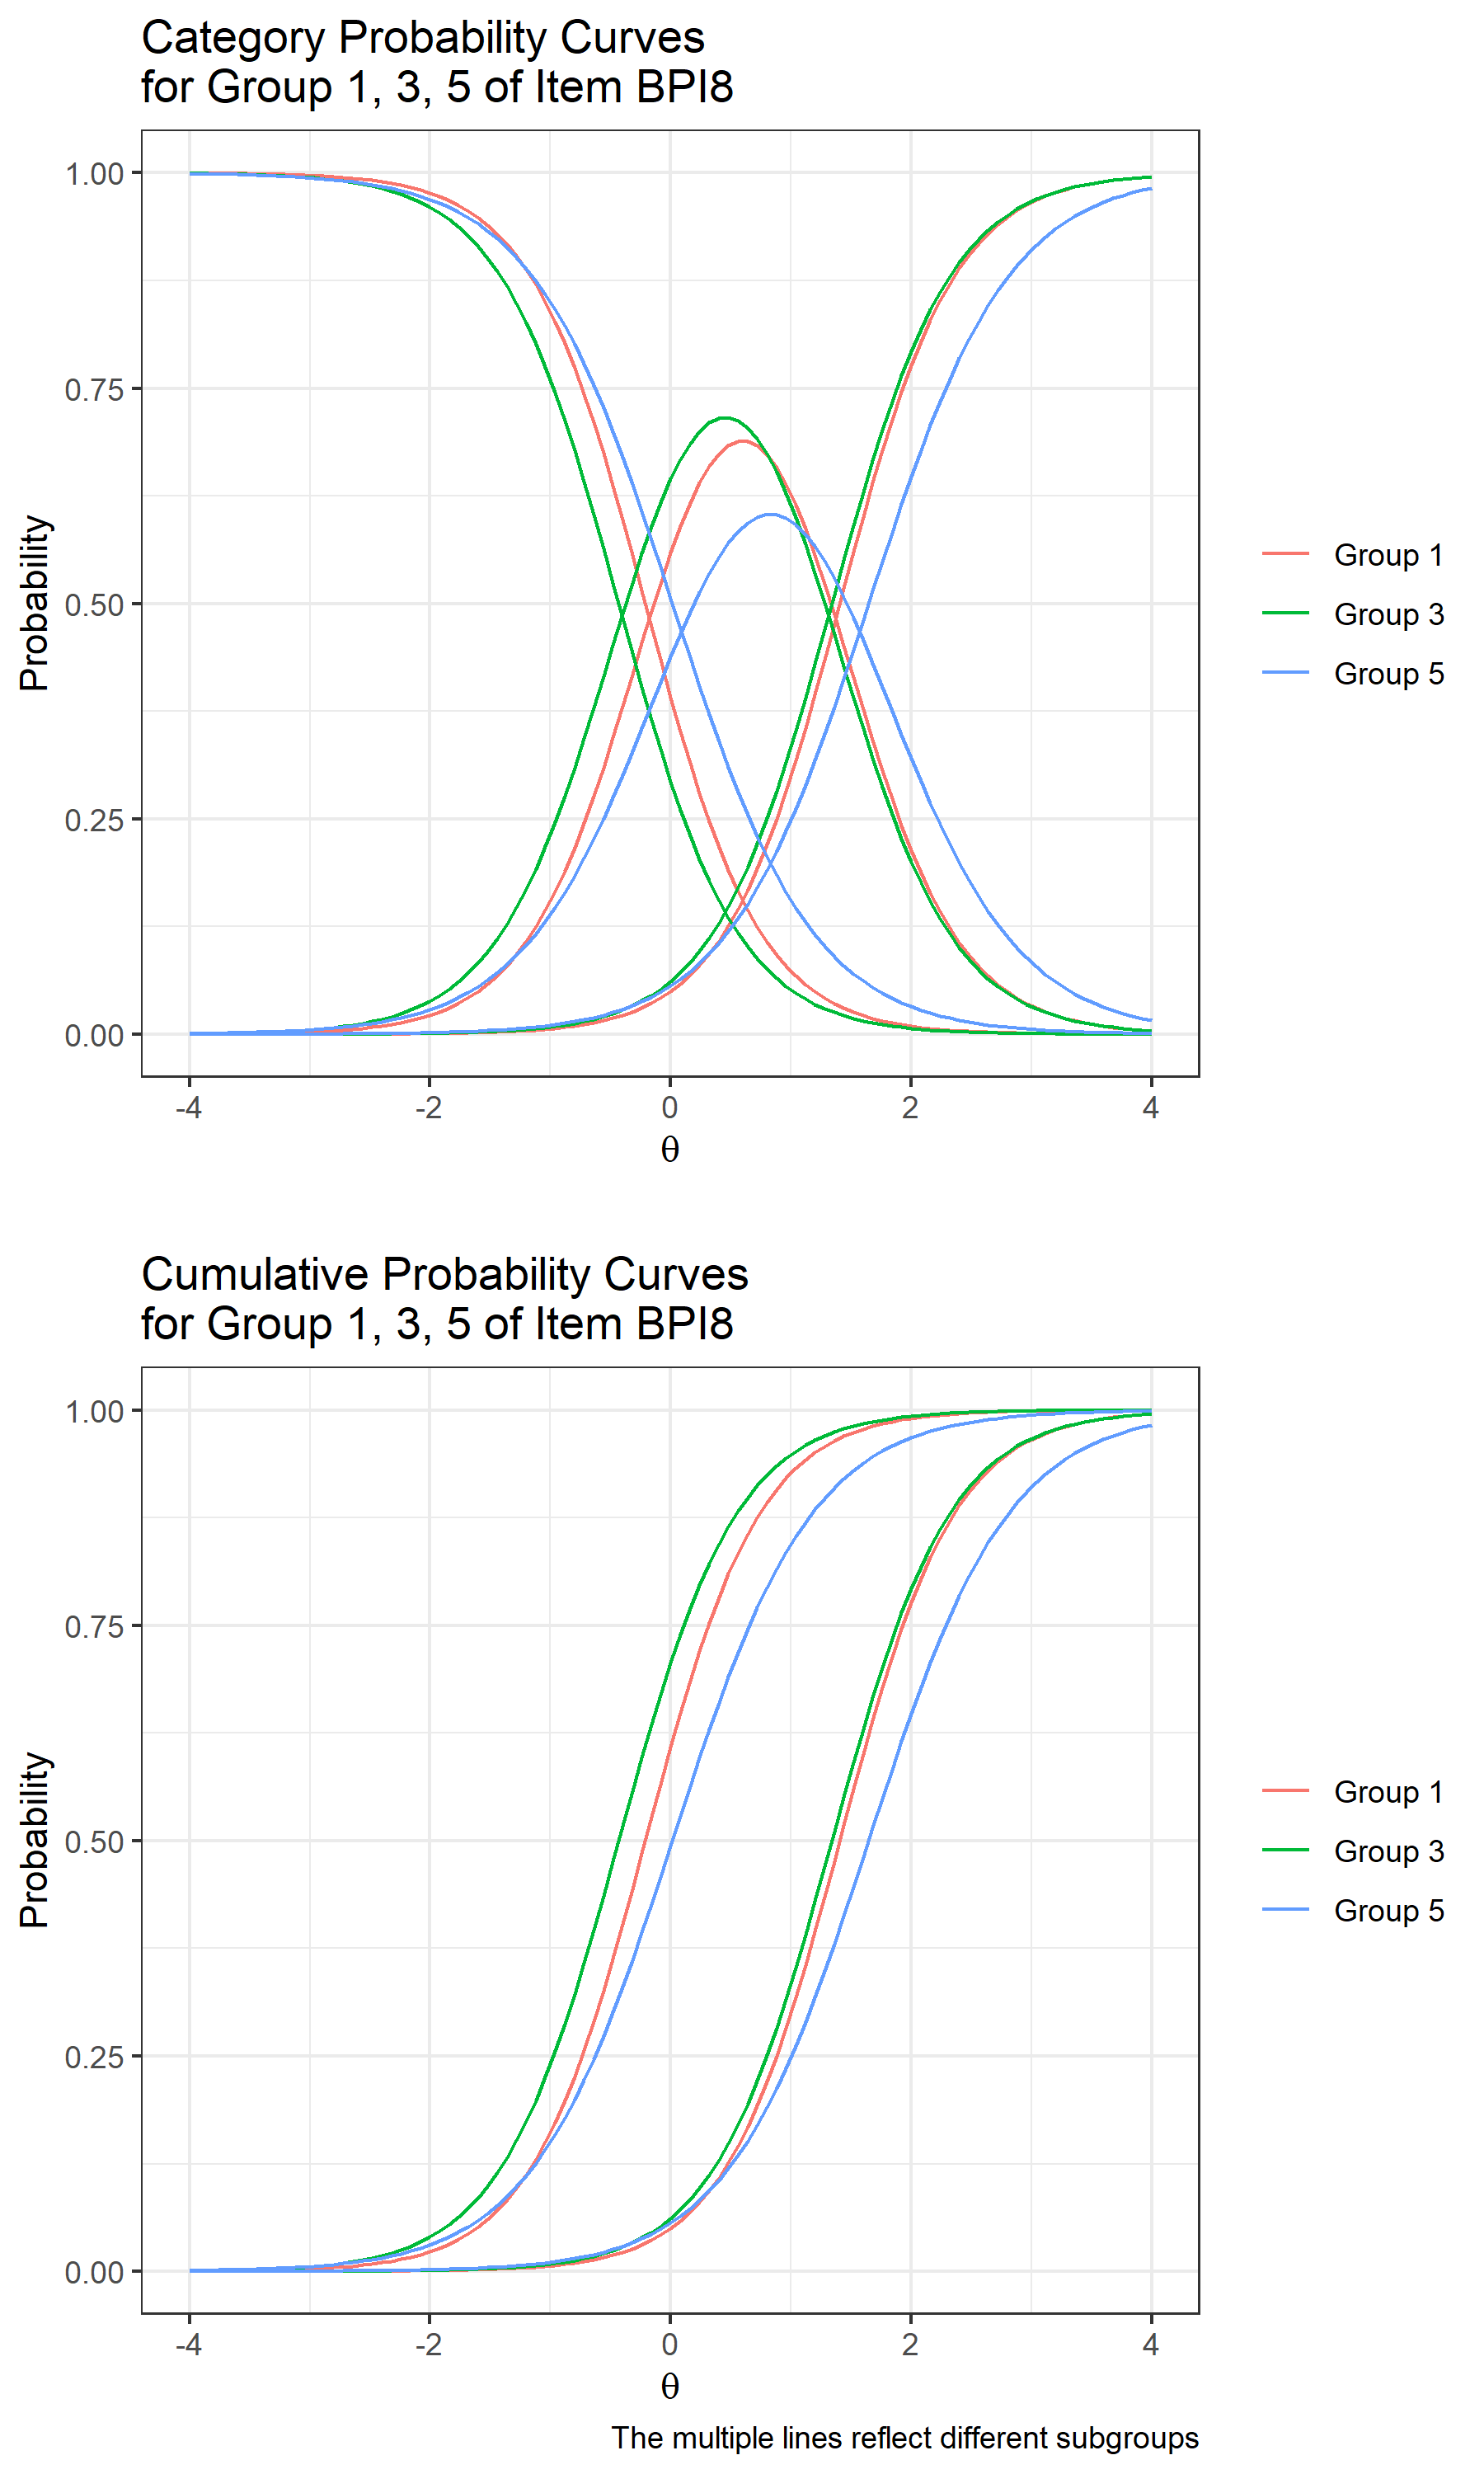 Category Probability Curves
for Group 1, 3, 5 of Item BPI8
1.00
0.75
0.50
0.25
0.00
Probability
-4
-2
0
2
4
θ
Group 1
Group 3
Group 5
Cumulative Probability Curves
for Group 1, 3, 5 of Item BPI8
1.00
0.75
0.50
0.25
0.00
Probability
-4
-2
0
2
4
θ
Group 1
Group 3
Group 5
The multiple lines reflect different subgroups